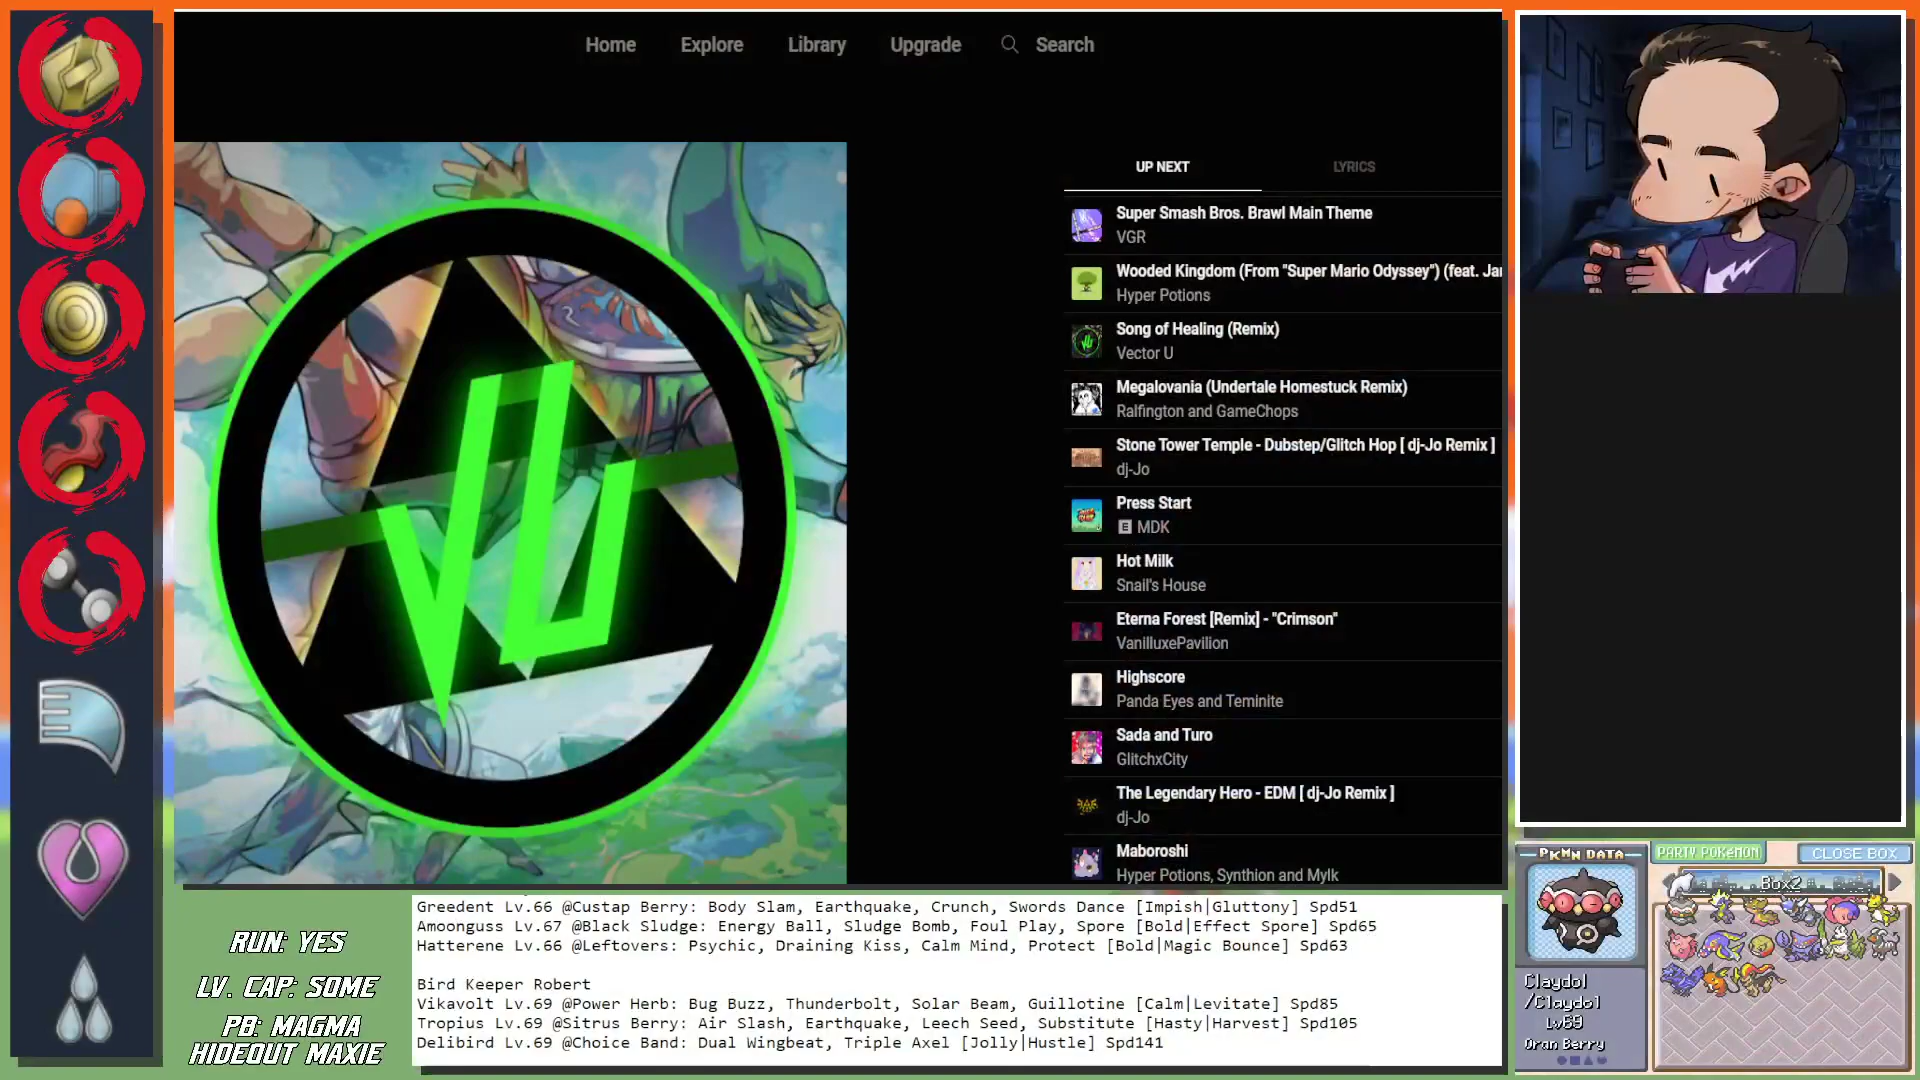 Home Explore Library Upgrade Search
UP NEXT LYRICS
Super Smash Bros. Brawl Main Theme
VGR
Wooded Kingdom (From "Super Mario Odyssey") (feat. Jar
Hyper Potions
Song of Healing (Remix)
Vector U
Megalovania (Undertale Homestuck Remix)
Ralfington and GameChops
Stone Tower Temple - Dubstep/Glitch Hop [ dj-Jo Remix ]
dj-Jo
Press Start
E MDK
Hot Milk
Snail's House
Eterna Forest [Remix] - "Crimson"
VanilluxePavilion
Highscore
Panda Eyes and Teminite
Sada and Turo
GlitchxCity
The Legendary Hero - EDM [ dj-Jo Remix ]
dj-Jo
Maboroshi
Hyper Potions, Synthion and Mylk
VU
RUN: YES
LV. CAP: SOME
PB: MAGMA
HIDEOUT MAXIE
Greedent Lv.66 @Custap Berry: Body Slam, Earthquake, Crunch, Swords Dance [Impish|Gluttony] Spd51
Amoonguss Lv.67 @Black Sludge: Energy Ball, Sludge Bomb, Foul Play, Spore [Bold|Effect Spore] Spd65
Hatterene Lv.66 @Leftovers: Psychic, Draining Kiss, Calm Mind, Protect [Bold|Magic Bounce] Spd63
Bird Keeper Robert
Vikavolt Lv.69 @Power Herb: Bug Buzz, Thunderbolt, Solar Beam, Guillotine [Calm|Levitate] Spd85
Tropius Lv.69 @Sitrus Berry: Air Slash, Earthquake, Leech Seed, Substitute [Hasty|Harvest] Spd105
Delibird Lv.69 @Choice Band: Dual Wingbeat, Triple Axel [Jolly|Hustle] Spd141
PKMN DATA
PARTY POKéMON
CLOSE BOX
Box2
Claydol
/Claydol
Lv69
Oran Berry